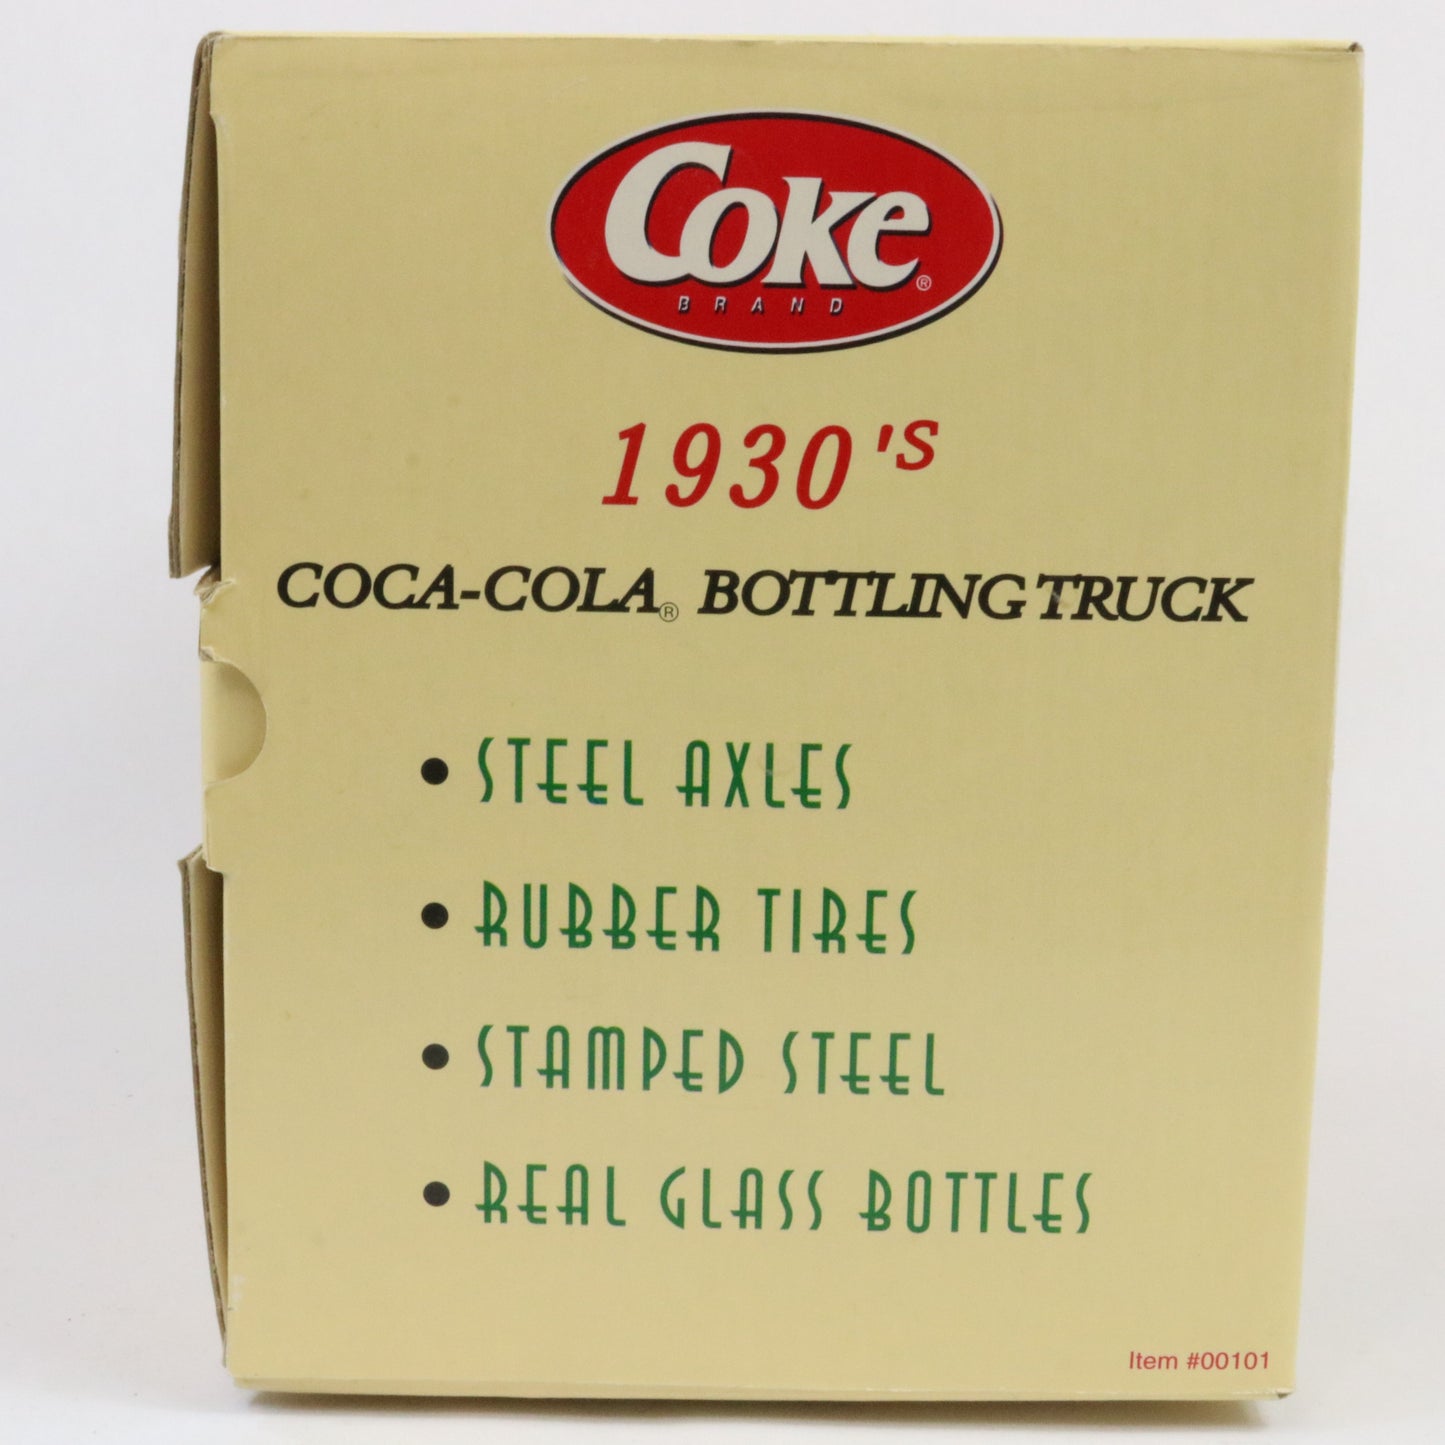 Coke®
BRAND
1930's
COCA-COLA® BOTTLING TRUCK
• STEEL AXLES
• RUBBER TIRES
• STAMPED STEEL
• REAL GLASS BOTTLES
Item #00101